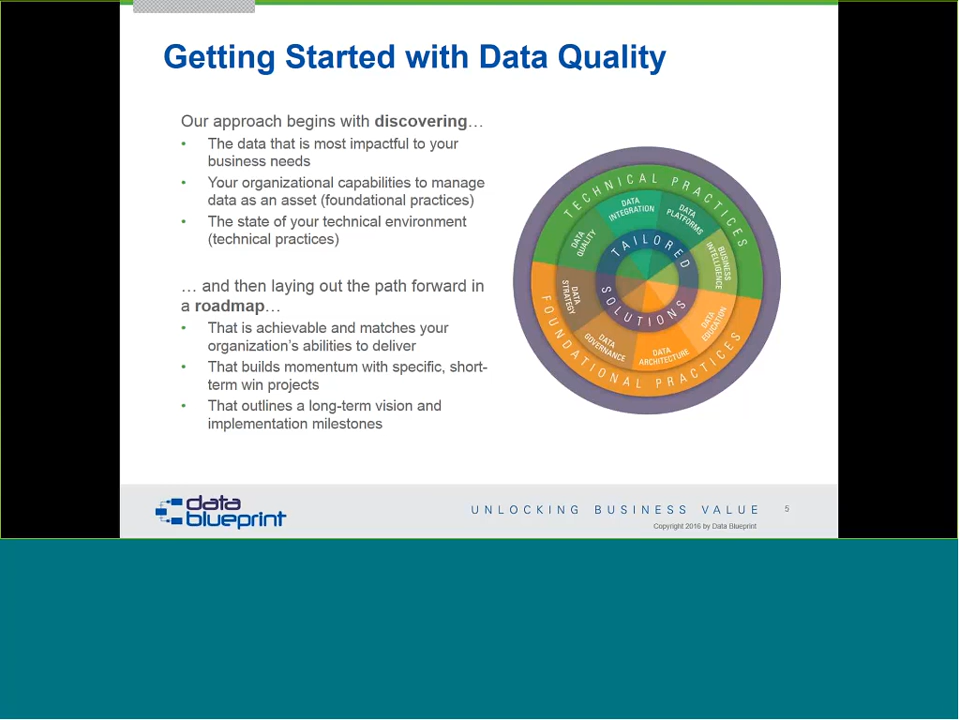 Getting Started with Data Quality
Our approach begins with discovering…
• The data that is most impactful to your
business needs
• Your organizational capabilities to manage
data as an asset (foundational practices)
• The state of your technical environment
(technical practices)
… and then laying out the path forward in
a roadmap…
• That is achievable and matches your
organization's abilities to deliver
• That builds momentum with specific, short-
term win projects
• That outlines a long-term vision and
implementation milestones
TECHNICAL PRACTICES
DATA
QUALITY
DATA
INTEGRATION
DATA
PLATFORMS
BUSINESS
INTELLIGENCE
TAILORED
SOLUTIONS
DATA
STRATEGY
DATA
GOVERNANCE
DATA
ARCHITECTURE
DATA
EDUCATION
FOUNDATIONAL PRACTICES
data
blueprint
UNLOCKING BUSINESS VALUE
5
Copyright 2016 by Data Blueprint